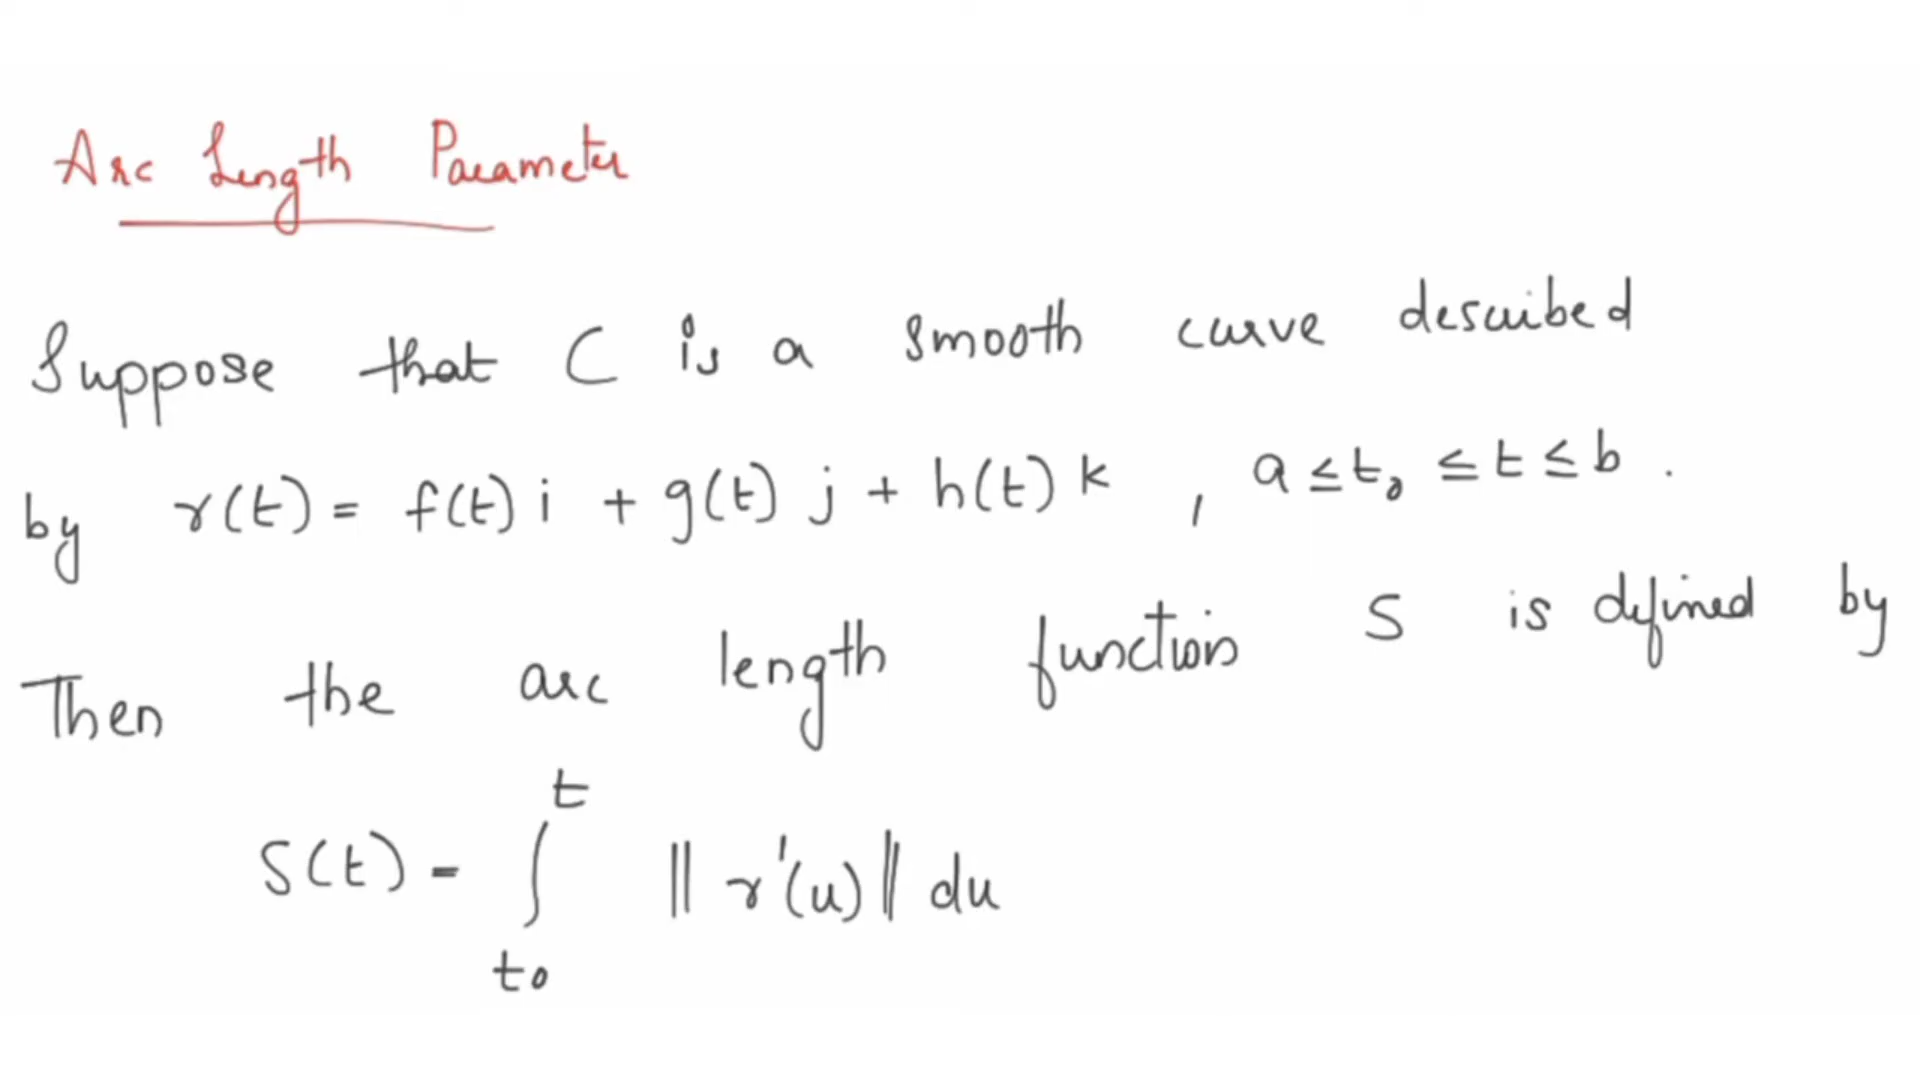 Arc Length Parameter
Suppose that C is a smooth curve described
by r(t) = f(t) i + g(t) j + h(t) k , a ≤ t₀ ≤ t ≤ b .
Then the arc length function S is defined by
S(t) = ∫ₜ₀ᵗ || r'(u) || du